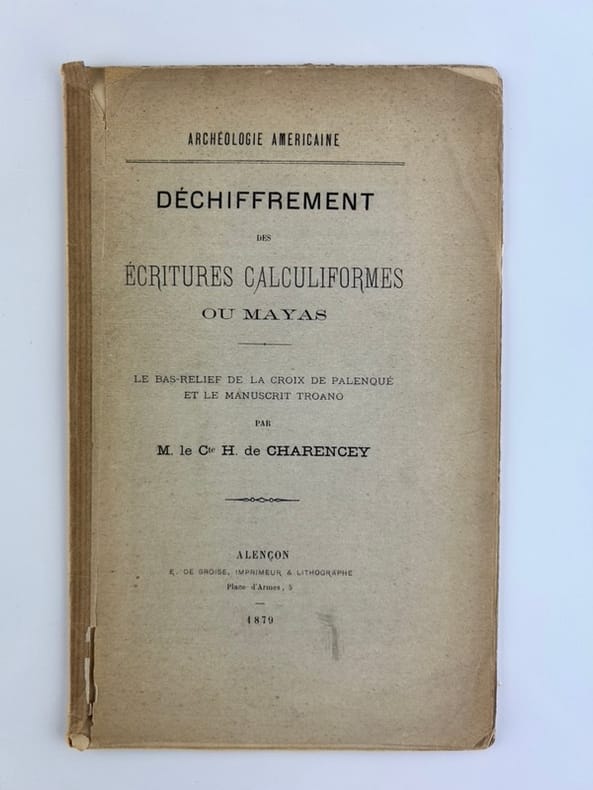 ARCHÉOLOGIE AMERICAINE
DÉCHIFFREMENT
DES
ÉCRITURES CALCULIFORMES
OU MAYAS
LE BAS-RELIEF DE LA CROIX DE PALENQUÉ
ET LE MANUSCRIT TROANO
PAR
M. le Cte H. de CHARENCEY
ALENÇON
E. DE BROISE, IMPRIMEUR & LITHOGRAPHE
Place d'Armes, 5
1879